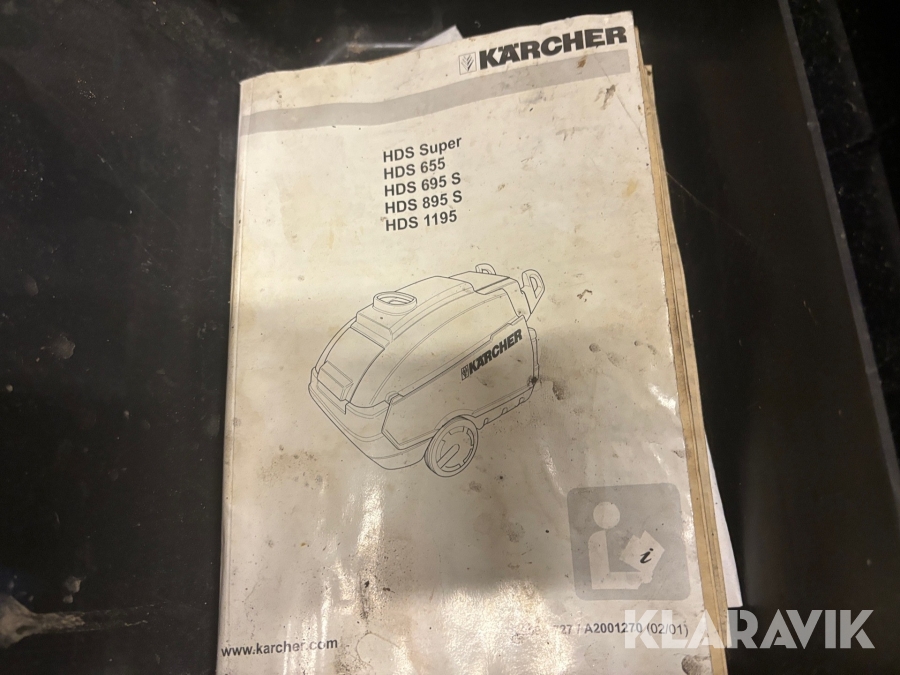 KÄRCHER
HDS Super
HDS 655
HDS 695 S
HDS 895 S
HDS 1195
KÄRCHER
i
27 / A2001270 (02/01)
www.karcher.com
KLARAVIK